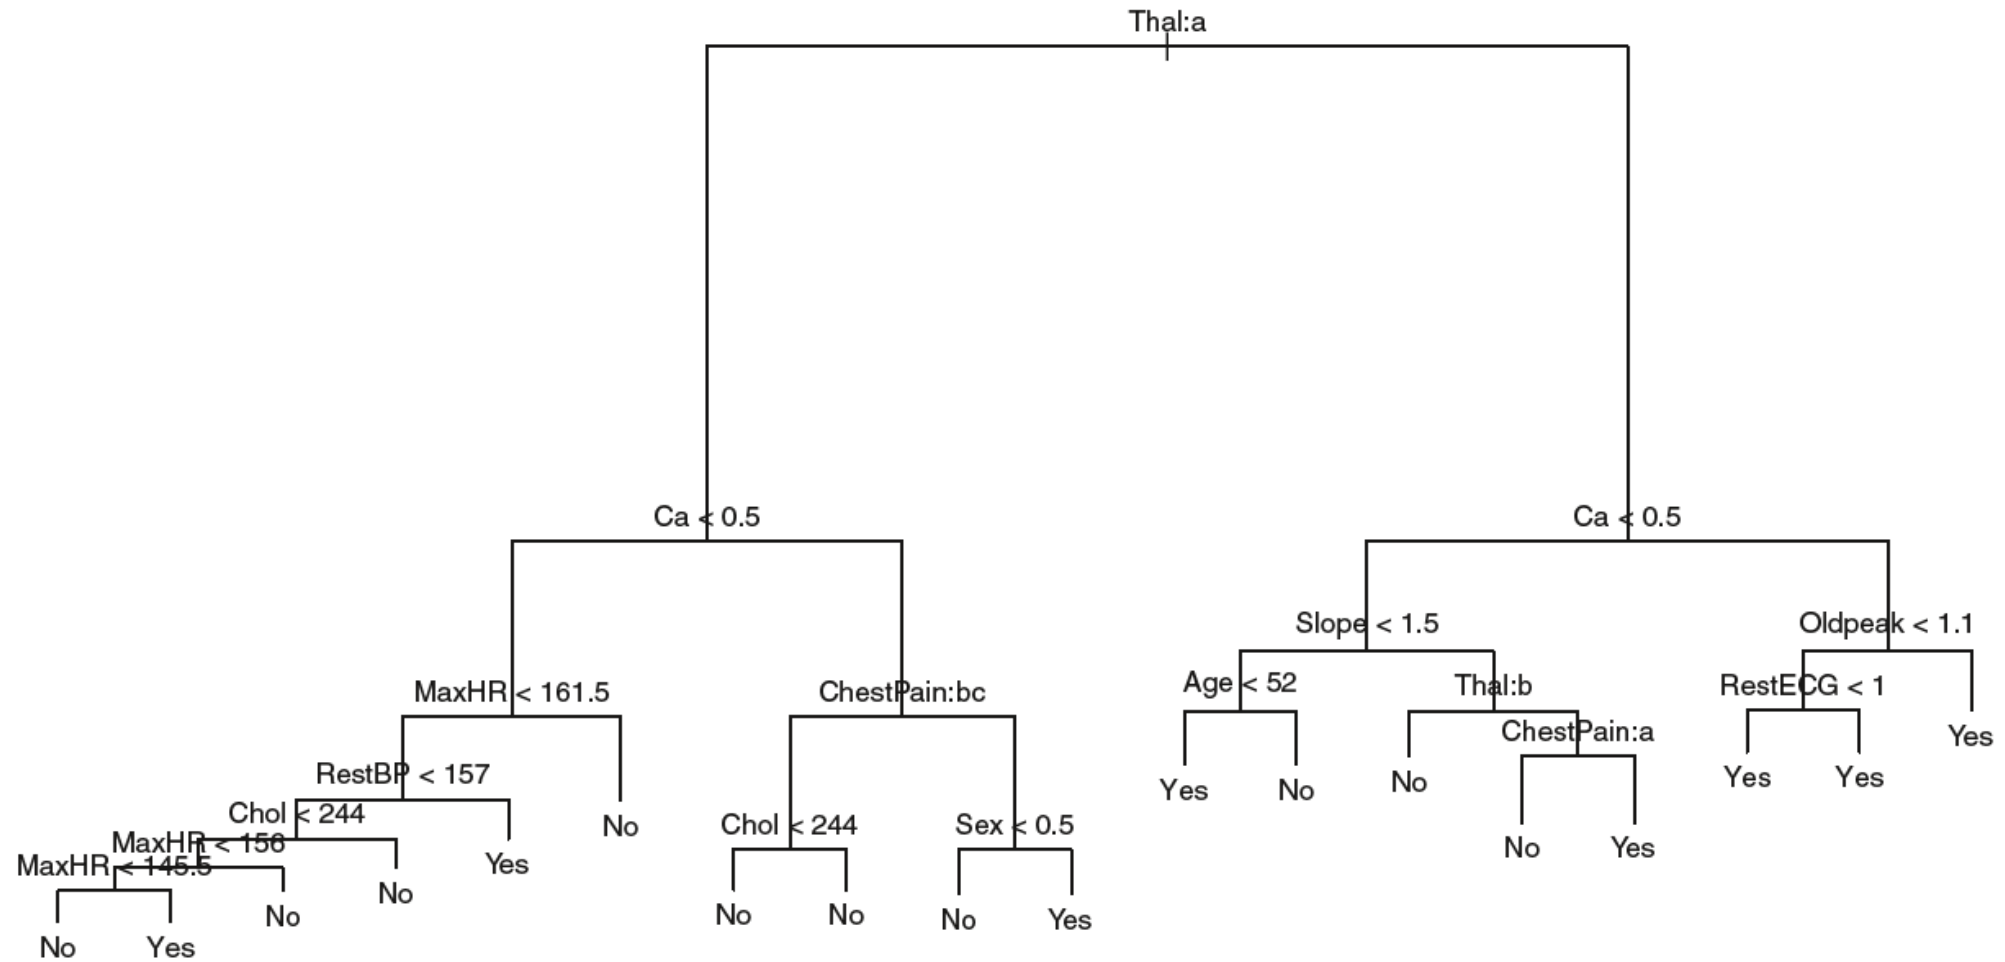 Thal:a
Ca < 0.5
Ca < 0.5
Slope < 1.5
Oldpeak < 1.1
MaxHR < 161.5
ChestPain:bc
Age < 52
Thal:b
RestECG < 1
ChestPain:a
Yes
RestBP < 157
No
Yes
No
No
Yes
Yes
Chol < 244
No
Chol < 244
Sex < 0.5
No
Yes
MaxHR < 156
MaxHR < 145.5
Yes
No
No
No
No
No
Yes
No
Yes